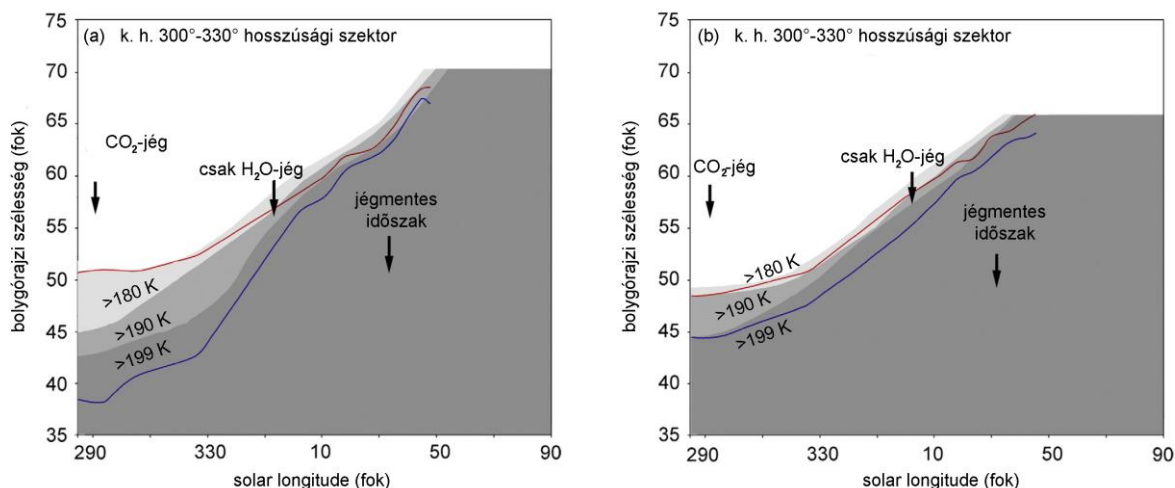 (a) k. h. 300°-330° hosszúsági szektor
75
70
65
60
55
50
45
40
35
bolygórajzi szélesség (fok)
CO₂-jég
csak H₂O-jég
jégmentes
időszak
>180 K
>190 K
>199 K
290 330 10 50 90
solar longitude (fok)
(b) k. h. 300°-330° hosszúsági szektor
75
70
65
60
55
50
45
40
35
bolygórajzi szélesség (fok)
CO₂-jég
csak H₂O-jég
jégmentes
időszak
>180 K
>190 K
>199 K
290 330 10 50 90
solar longitude (fok)